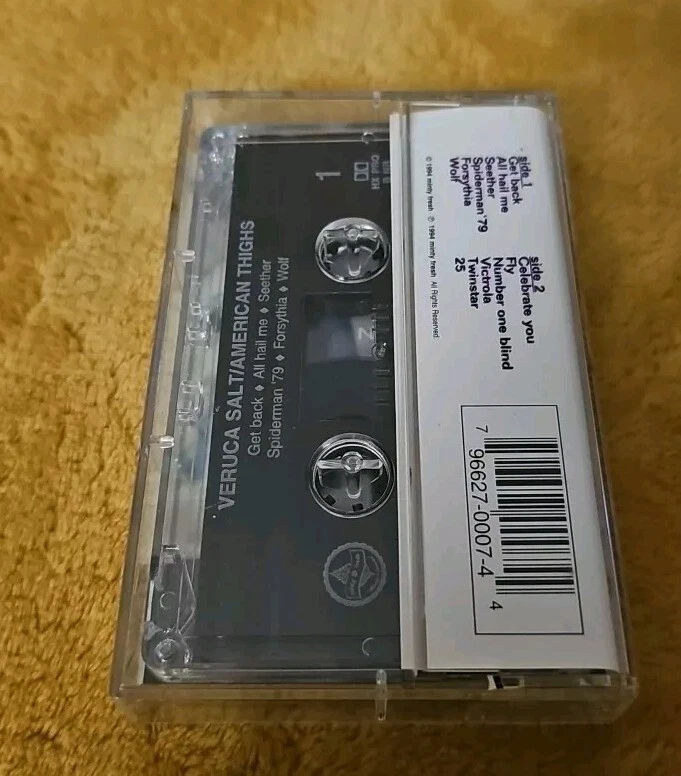 VERUCA SALT/AMERICAN THIGHS
Get back ♦ All hail me ♦ Seether
Spiderman '79 ♦ Forsythia ♦ Wolf
1
HX PRO
side 1
Get back
All hail me
Seether
Spiderman '79
Forsythia
Wolf
side 2
Celebrate you
Fly
Number one blind
Victrola
Twinstar
25
© 1994 minty fresh ℗ 1994 minty fresh All Rights Reserved
7 96627-0007-4 4